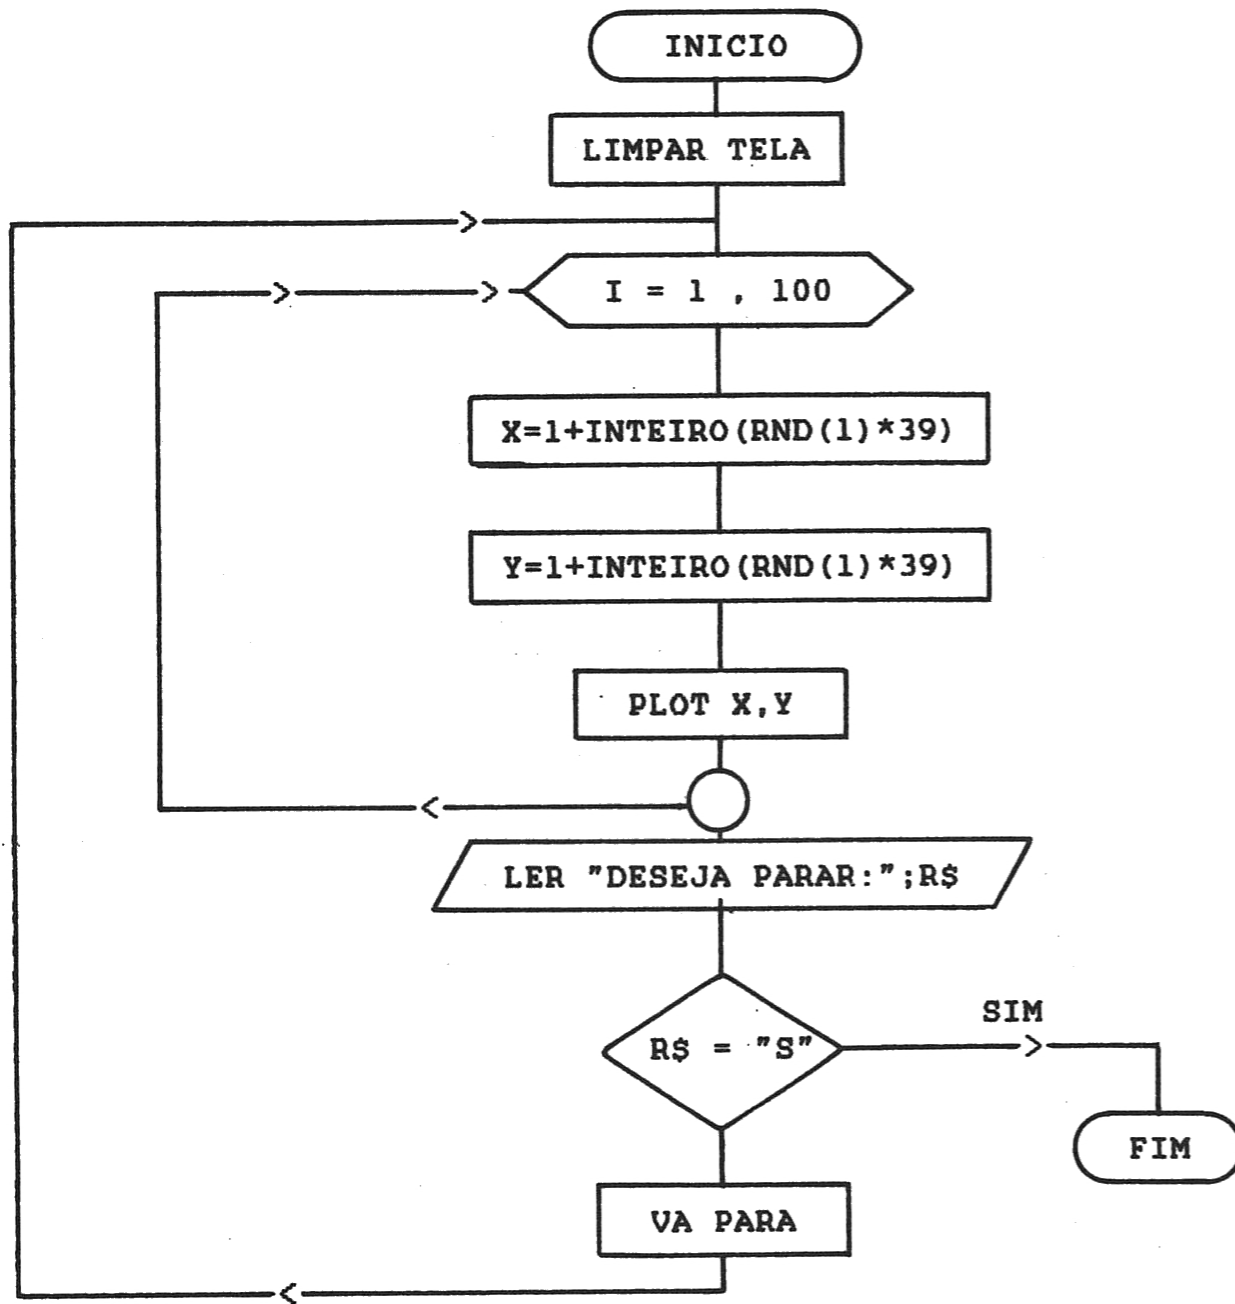 INICIO
LIMPAR TELA
I = 1 , 100
X=1+INTEIRO(RND(1)*39)
Y=1+INTEIRO(RND(1)*39)
PLOT X,Y
LER "DESEJA PARAR:";R$
R$ = "S"
SIM
FIM
VA PARA